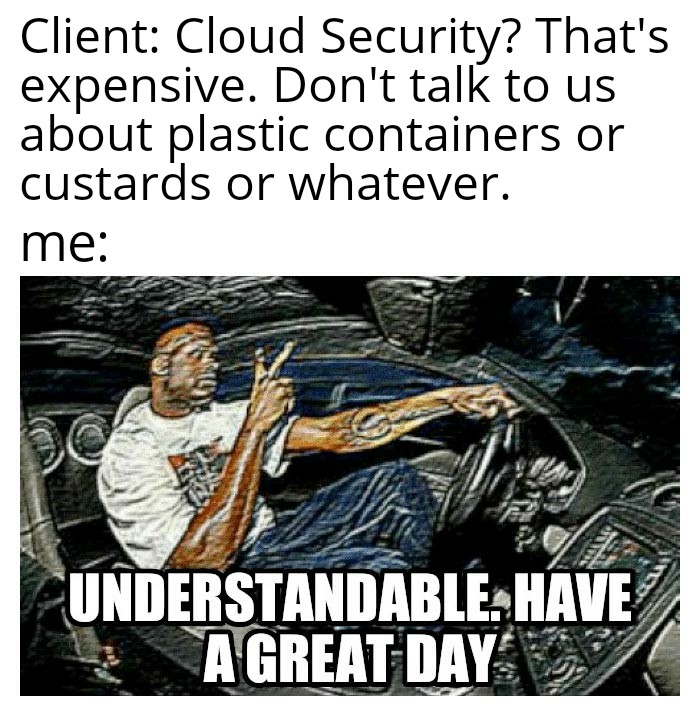 Client: Cloud Security? That's
expensive. Don't talk to us
about plastic containers or
custards or whatever.
me:
UNDERSTANDABLE. HAVE
A GREAT DAY